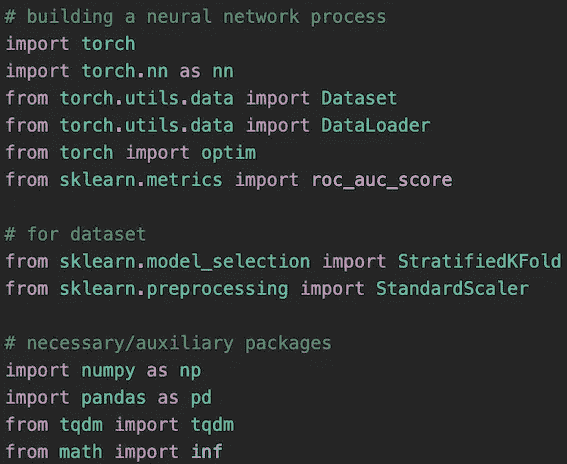 # building a neural network process
import torch
import torch.nn as nn
from torch.utils.data import Dataset
from torch.utils.data import DataLoader
from torch import optim
from sklearn.metrics import roc_auc_score
# for dataset
from sklearn.model_selection import StratifiedKFold
from sklearn.preprocessing import StandardScaler
# necessary/auxiliary packages
import numpy as np
import pandas as pd
from tqdm import tqdm
from math import inf